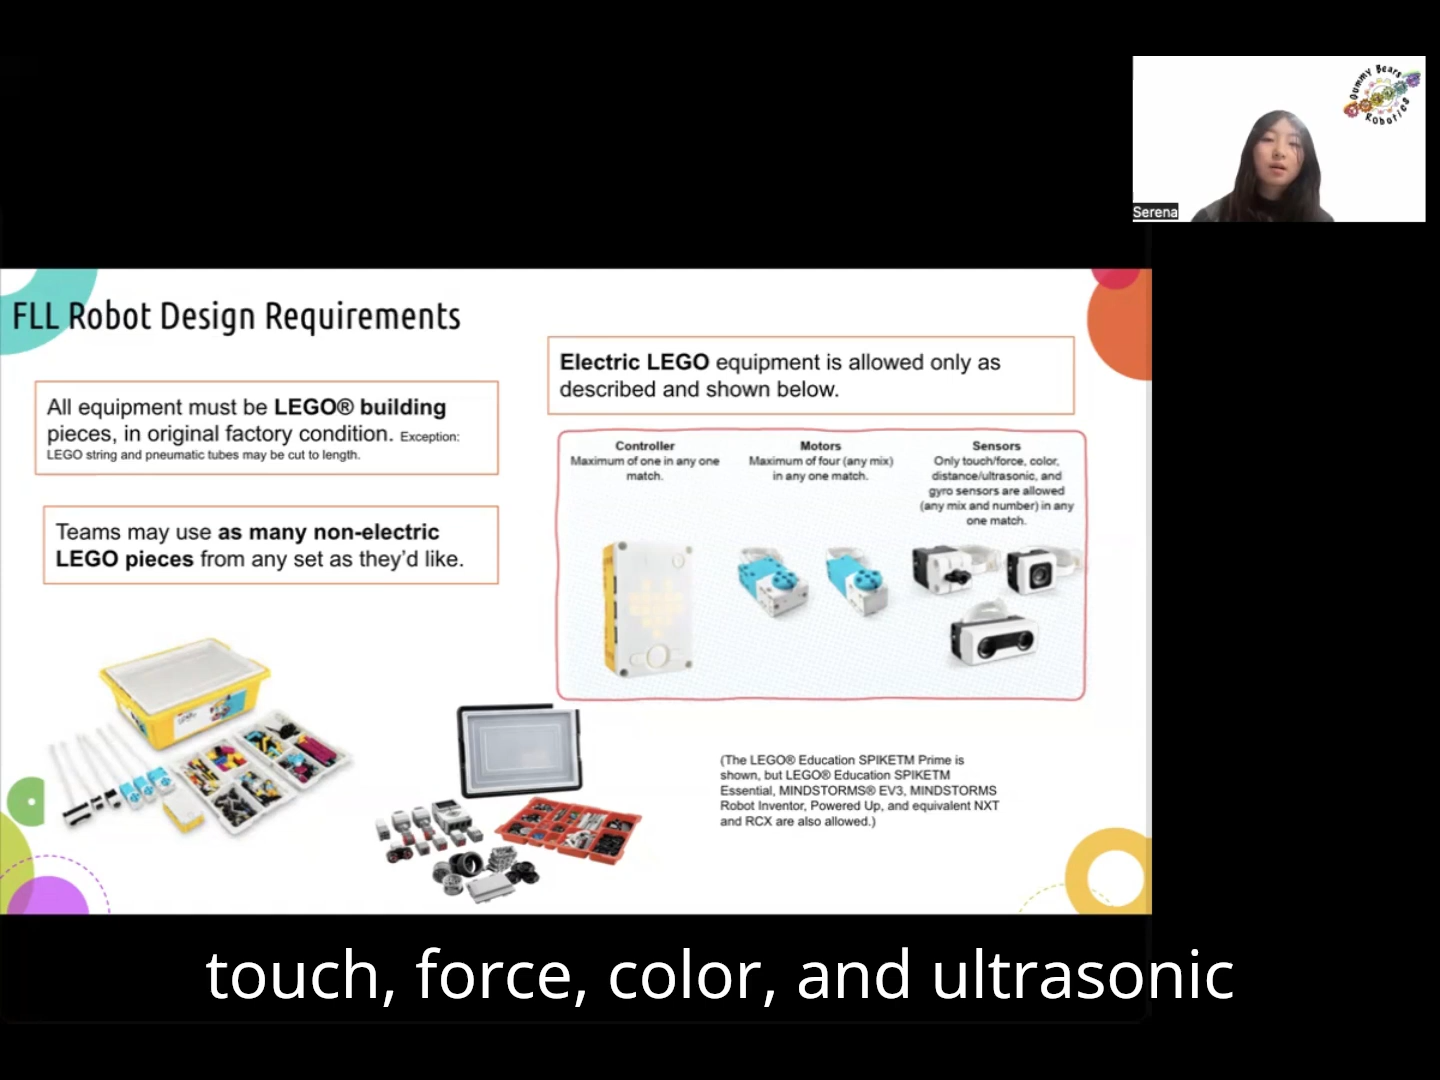 Gummy Bears
Robotics
Serena
FLL Robot Design Requirements
All equipment must be LEGO® building
pieces, in original factory condition. Exception:
LEGO string and pneumatic tubes may be cut to length.
Teams may use as many non-electric
LEGO pieces from any set as they’d like.
Electric LEGO equipment is allowed only as
described and shown below.
Controller
Maximum of one in any one
match.
Motors
Maximum of four (any mix)
in any one match.
Sensors
Only touch/force, color,
distance/ultrasonic, and
gyro sensors are allowed
(any mix and number) in any
one match.
(The LEGO® Education SPIKETM Prime is
shown, but LEGO® Education SPIKETM
Essential, MINDSTORMS® EV3, MINDSTORMS
Robot Inventor, Powered Up, and equivalent NXT
and RCX are also allowed.)
touch, force, color, and ultrasonic